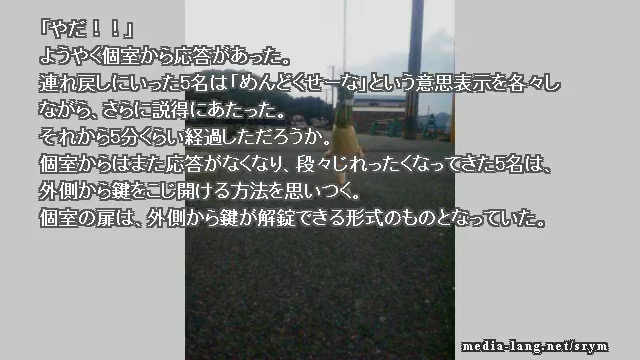 「やだ！！」
ようやく個室から応答があった。
連れ戻しにいった5名は「めんどくせーな」という意思表示を各々し
ながら、さらに説得にあたった。
それから5分くらい経過しただろうか。
個室からはまた応答がなくなり、段々じれったくなってきた5名は、
外側から鍵をこじ開ける方法を思いつく。
個室の扉は、外側から鍵が解錠できる形式のものとなっていた。
media-lang.net/srym